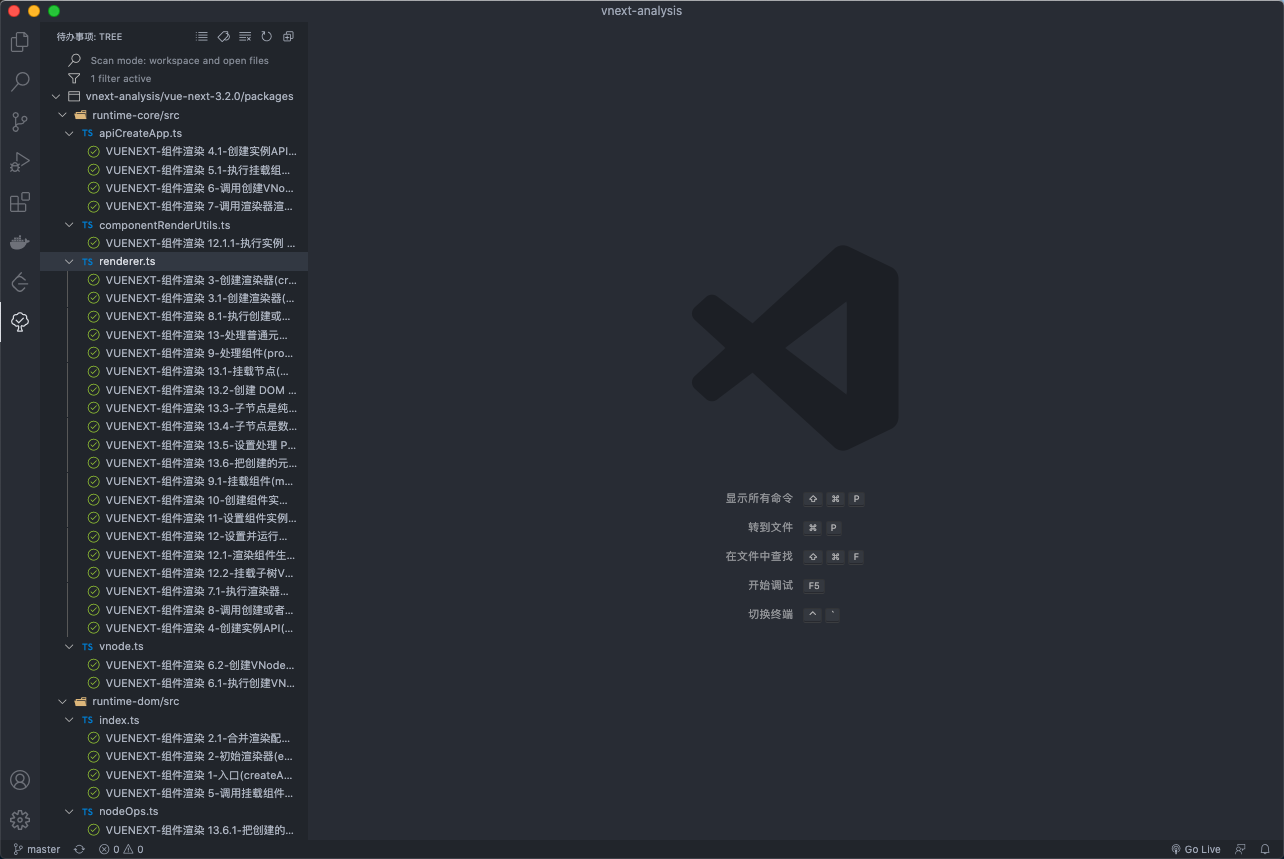 vnext-analysis
待办事项: TREE
Scan mode: workspace and open files
1 filter active
vnext-analysis/vue-next-3.2.0/packages
runtime-core/src
TS apiCreateApp.ts
VUENEXT-组件渲染 4.1-创建实例API...
VUENEXT-组件渲染 5.1-执行挂载组...
VUENEXT-组件渲染 6-调用创建VNo...
VUENEXT-组件渲染 7-调用渲染器渲...
TS componentRenderUtils.ts
VUENEXT-组件渲染 12.1.1-执行实例 ...
TS renderer.ts
VUENEXT-组件渲染 3-创建渲染器(cr...
VUENEXT-组件渲染 3.1-创建渲染器(...
VUENEXT-组件渲染 8.1-执行创建或...
VUENEXT-组件渲染 13-处理普通元...
VUENEXT-组件渲染 9-处理组件(pro...
VUENEXT-组件渲染 13.1-挂载节点(...
VUENEXT-组件渲染 13.2-创建 DOM ...
VUENEXT-组件渲染 13.3-子节点是纯...
VUENEXT-组件渲染 13.4-子节点是数...
VUENEXT-组件渲染 13.5-设置处理 P...
VUENEXT-组件渲染 13.6-把创建的元...
VUENEXT-组件渲染 9.1-挂载组件(m...
VUENEXT-组件渲染 10-创建组件实...
VUENEXT-组件渲染 11-设置组件实例...
VUENEXT-组件渲染 12-设置并运行...
VUENEXT-组件渲染 12.1-渲染组件生...
VUENEXT-组件渲染 12.2-挂载子树V...
VUENEXT-组件渲染 7.1-执行渲染器...
VUENEXT-组件渲染 8-调用创建或者...
VUENEXT-组件渲染 4-创建实例API(...
TS vnode.ts
VUENEXT-组件渲染 6.2-创建VNode...
VUENEXT-组件渲染 6.1-执行创建VN...
runtime-dom/src
TS index.ts
VUENEXT-组件渲染 2.1-合并渲染配...
VUENEXT-组件渲染 2-初始渲染器(e...
VUENEXT-组件渲染 1-入口(createA...
VUENEXT-组件渲染 5-调用挂载组件...
TS nodeOps.ts
VUENEXT-组件渲染 13.6.1-把创建的...
显示所有命令 ⇧ ⌘ P
转到文件 ⌘ P
在文件中查找 ⇧ ⌘ F
开始调试 F5
切换终端 ^ `
master 0 0 Go Live